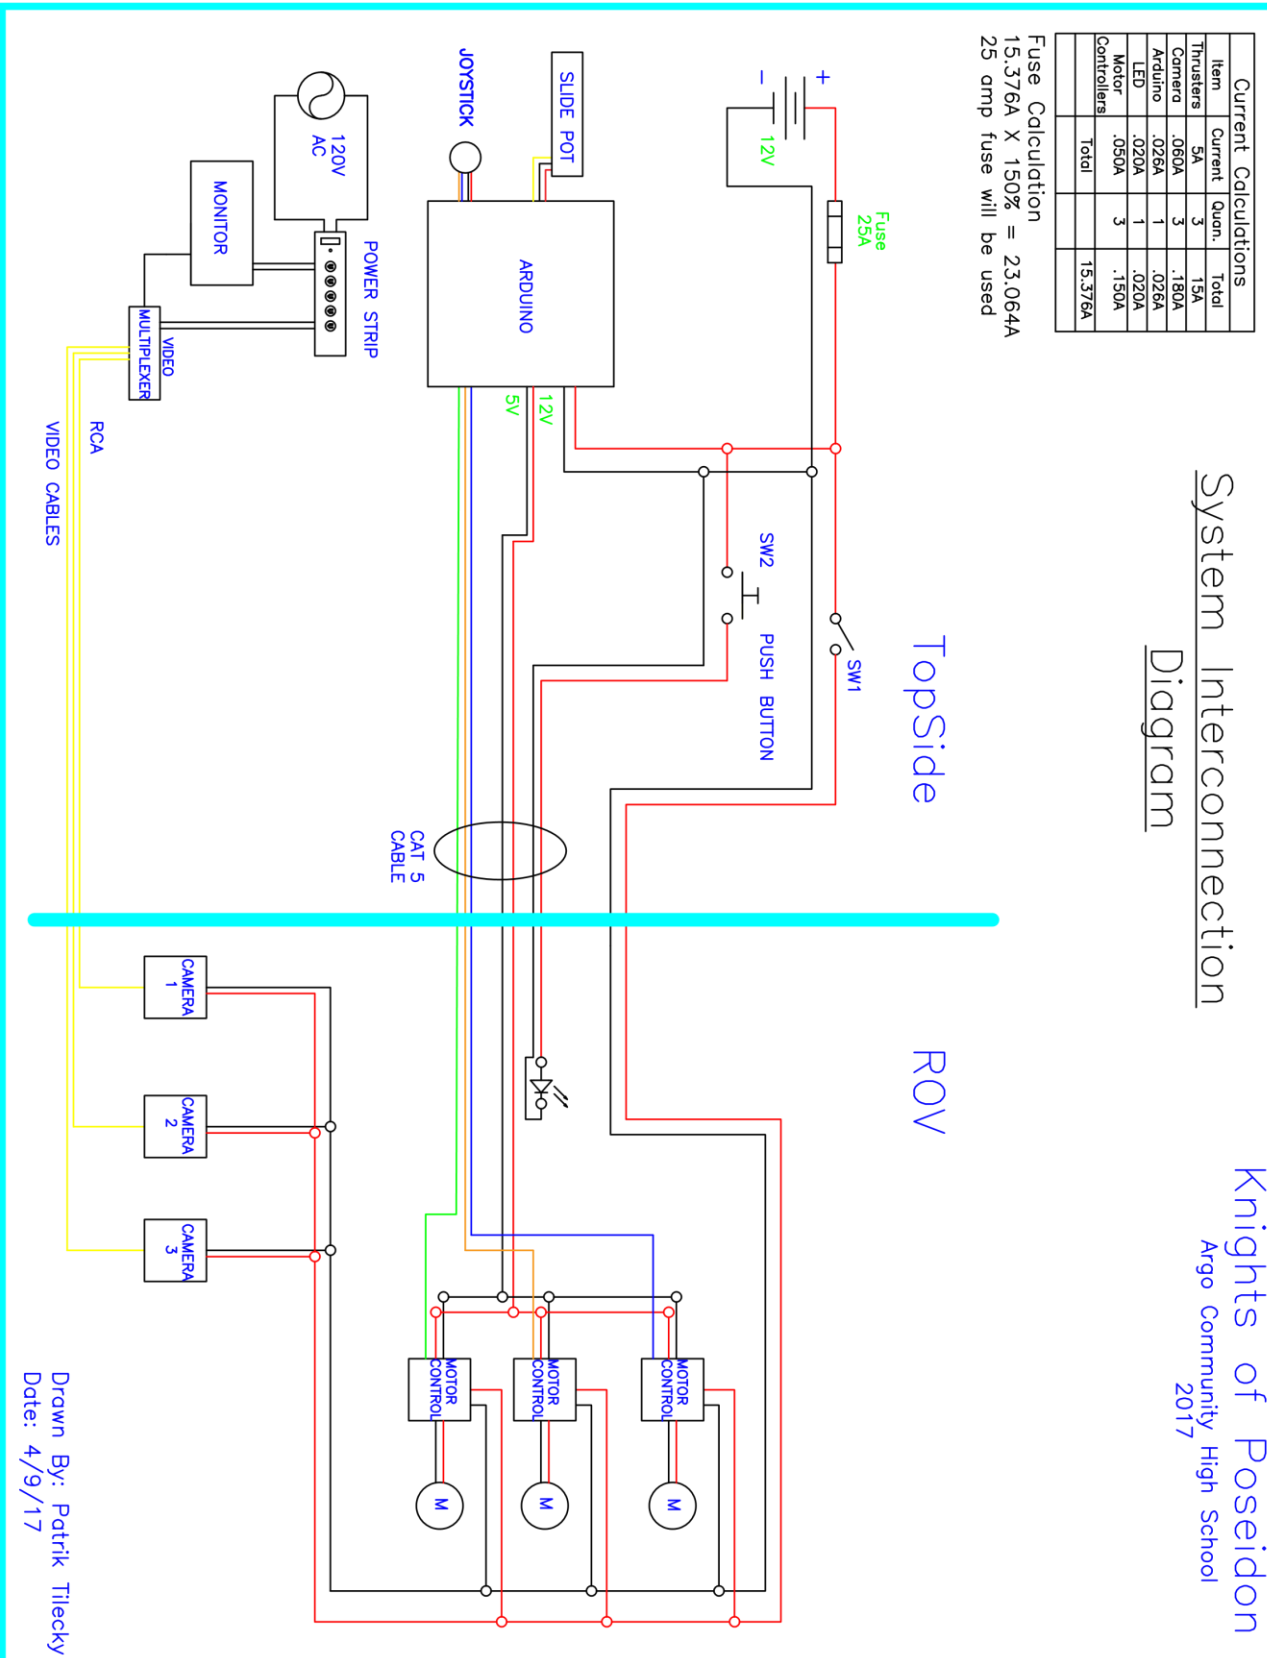 System Interconnection
Diagram
Knights of Poseidon
Argo Community High School
2017
Current Calculations
Item Current Quan. Total
Thrusters 5A 3 15A
Camera .060A 3 .180A
Arduino .026A 1 .026A
LED .020A 1 .020A
Motor
Controllers .050A 3 .150A
Total 15.376A
Fuse Calculation
15.376A X 150% = 23.064A
25 amp fuse will be used
TopSide
ROV
+
-
12V
Fuse
25A
SW1
SW2
PUSH BUTTON
SLIDE POT
JOYSTICK
ARDUINO
12V
5V
CAT 5
CABLE
120V
AC
POWER STRIP
MONITOR
VIDEO
MULTIPLEXER
RCA
VIDEO CABLES
CAMERA
1
CAMERA
2
CAMERA
3
MOTOR
CONTROL
M
MOTOR
CONTROL
M
MOTOR
CONTROL
M
Drawn By: Patrik Tilecky
Date: 4/9/17